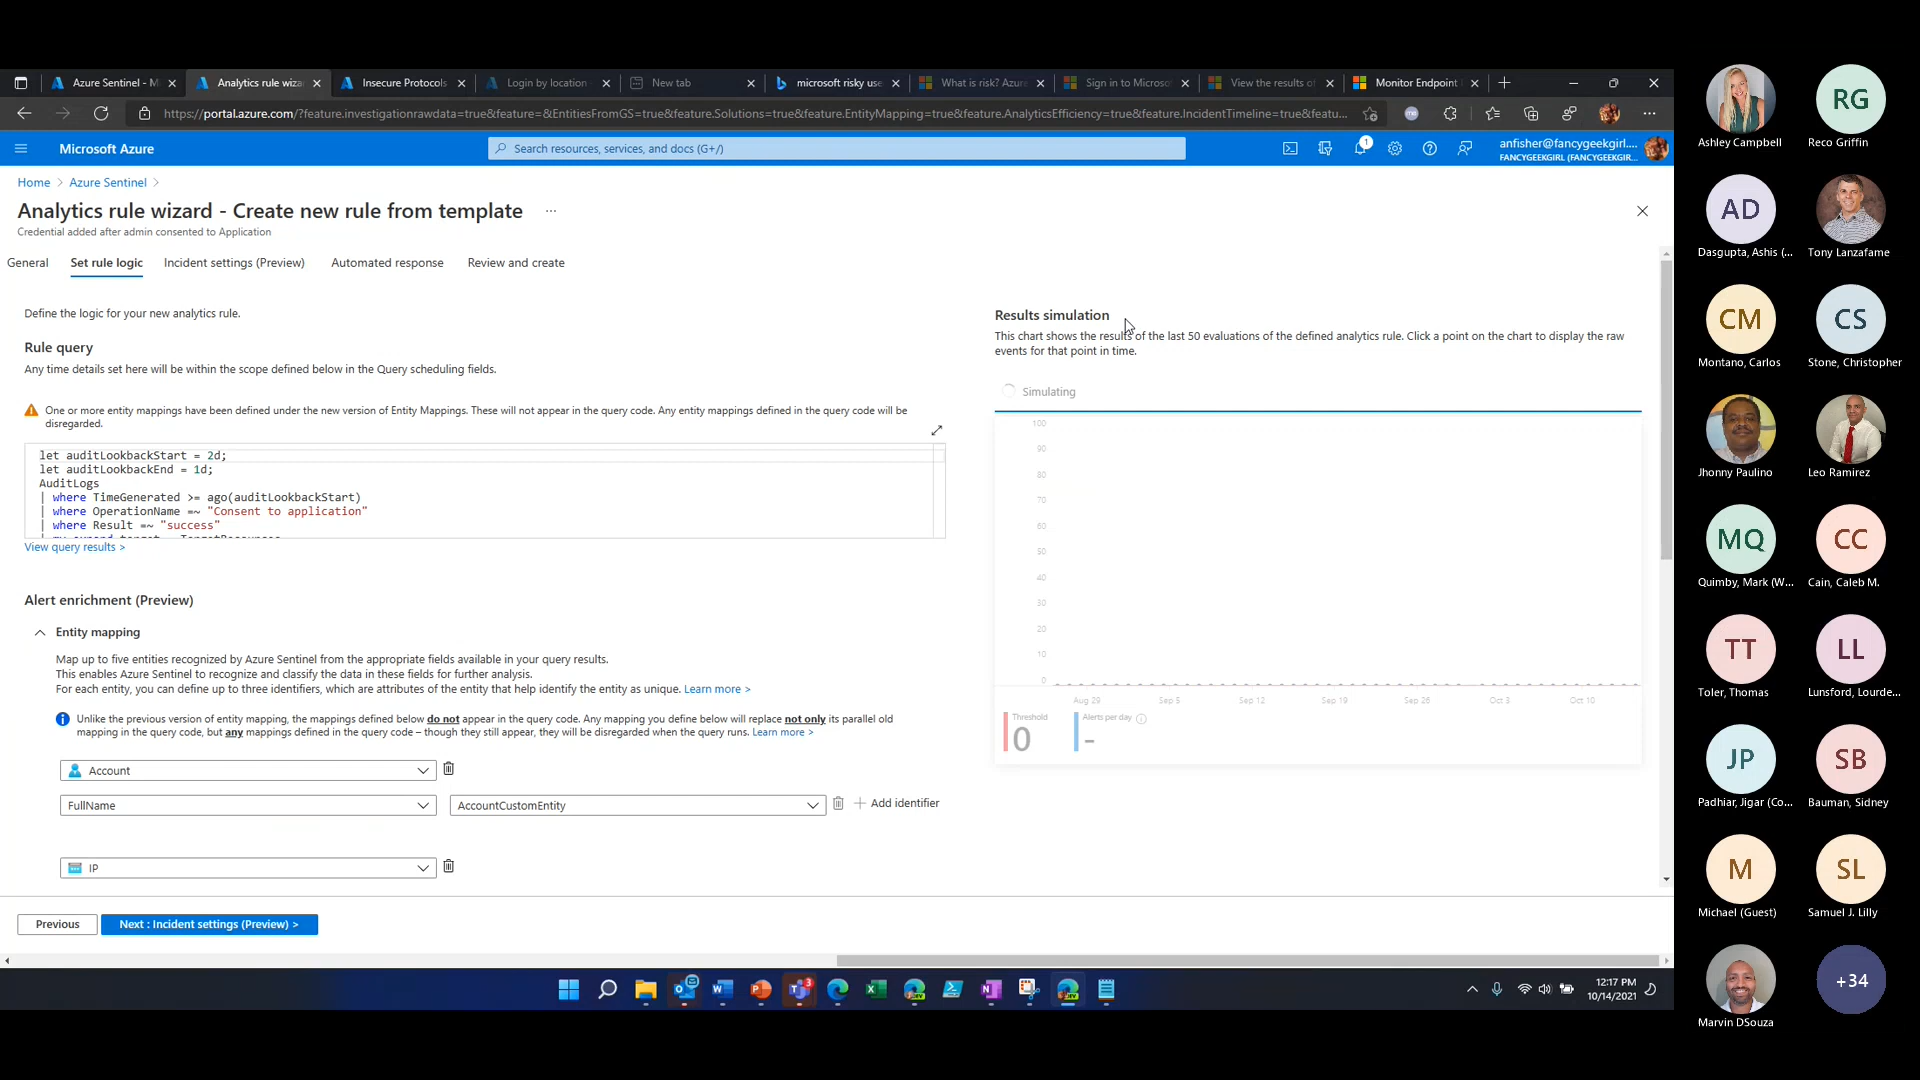 Azure Sentinel - M
Analytics rule wiza
Insecure Protocols
Login by location
New tab
microsoft risky use
What is risk? Azure
Sign in to Microso
View the results of
Monitor Endpoint
https://portal.azure.com/?feature.investigationrawdata=true&feature=&EntitiesFromGS=true&feature.Solutions=true&feature.EntityMapping=true&feature.AnalyticsEfficiency=true&feature.IncidentTimeline=true&featu...
Microsoft Azure
Search resources, services, and docs (G+/)
1
anfisher@fancygeekgirl....
FANCYGEEKGIRL (FANCYGEEKGIR...
Home > Azure Sentinel >
Analytics rule wizard - Create new rule from template ...
Credential added after admin consented to Application
General
Set rule logic
Incident settings (Preview)
Automated response
Review and create
Define the logic for your new analytics rule.
Rule query
Any time details set here will be within the scope defined below in the Query scheduling fields.
One or more entity mappings have been defined under the new version of Entity Mappings. These will not appear in the query code. Any entity mappings defined in the query code will be
disregarded.
let auditLookbackStart = 2d;
let auditLookbackEnd = 1d;
AuditLogs
| where TimeGenerated >= ago(auditLookbackStart)
| where OperationName =~ "Consent to application"
| where Result =~ "success"
View query results >
Alert enrichment (Preview)
Entity mapping
Map up to five entities recognized by Azure Sentinel from the appropriate fields available in your query results.
This enables Azure Sentinel to recognize and classify the data in these fields for further analysis.
For each entity, you can define up to three identifiers, which are attributes of the entity that help identify the entity as unique. Learn more >
Unlike the previous version of entity mapping, the mappings defined below do not appear in the query code. Any mapping you define below will replace not only its parallel old
mapping in the query code, but any mappings defined in the query code – though they still appear, they will be disregarded when the query runs. Learn more >
Account
FullName
AccountCustomEntity
Add identifier
IP
Previous
Next : Incident settings (Preview) >
Results simulation
This chart shows the results of the last 50 evaluations of the defined analytics rule. Click a point on the chart to display the raw
events for that point in time.
Simulating
100
90
80
70
60
50
40
30
20
10
0
Aug 29
Sep 5
Sep 12
Sep 19
Sep 26
Oct 3
Oct 10
Threshold
0
Alerts per day
-
3
12:17 PM
10/14/2021
Ashley Campbell
RG
Reco Griffin
AD
Dasgupta, Ashis (...
Tony Lanzafame
CM
Montano, Carlos
CS
Stone, Christopher
Jhonny Paulino
Leo Ramirez
MQ
Quimby, Mark (W...
CC
Cain, Caleb M.
TT
Toler, Thomas
LL
Lunsford, Lourde...
JP
Padhiar, Jigar (Co...
SB
Bauman, Sidney
M
Michael (Guest)
SL
Samuel J. Lilly
Marvin DSouza
+34